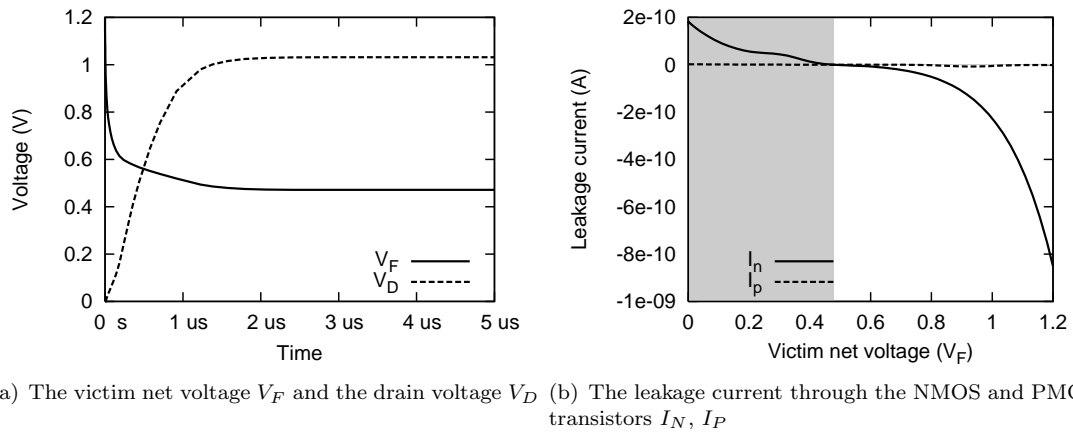 1.2
1
0.8
0.6
0.4
0.2
0
Voltage (V)
V_F
V_D
0 s
1 us
2 us
3 us
4 us
5 us
Time
2e-10
0
-2e-10
-4e-10
-6e-10
-8e-10
-1e-09
Leakage current (A)
I_n
I_p
0
0.2
0.4
0.6
0.8
1
1.2
Victim net voltage (V_F)
a) The victim net voltage V_F and the drain voltage V_D
(b) The leakage current through the NMOS and PMO
transistors I_N, I_P